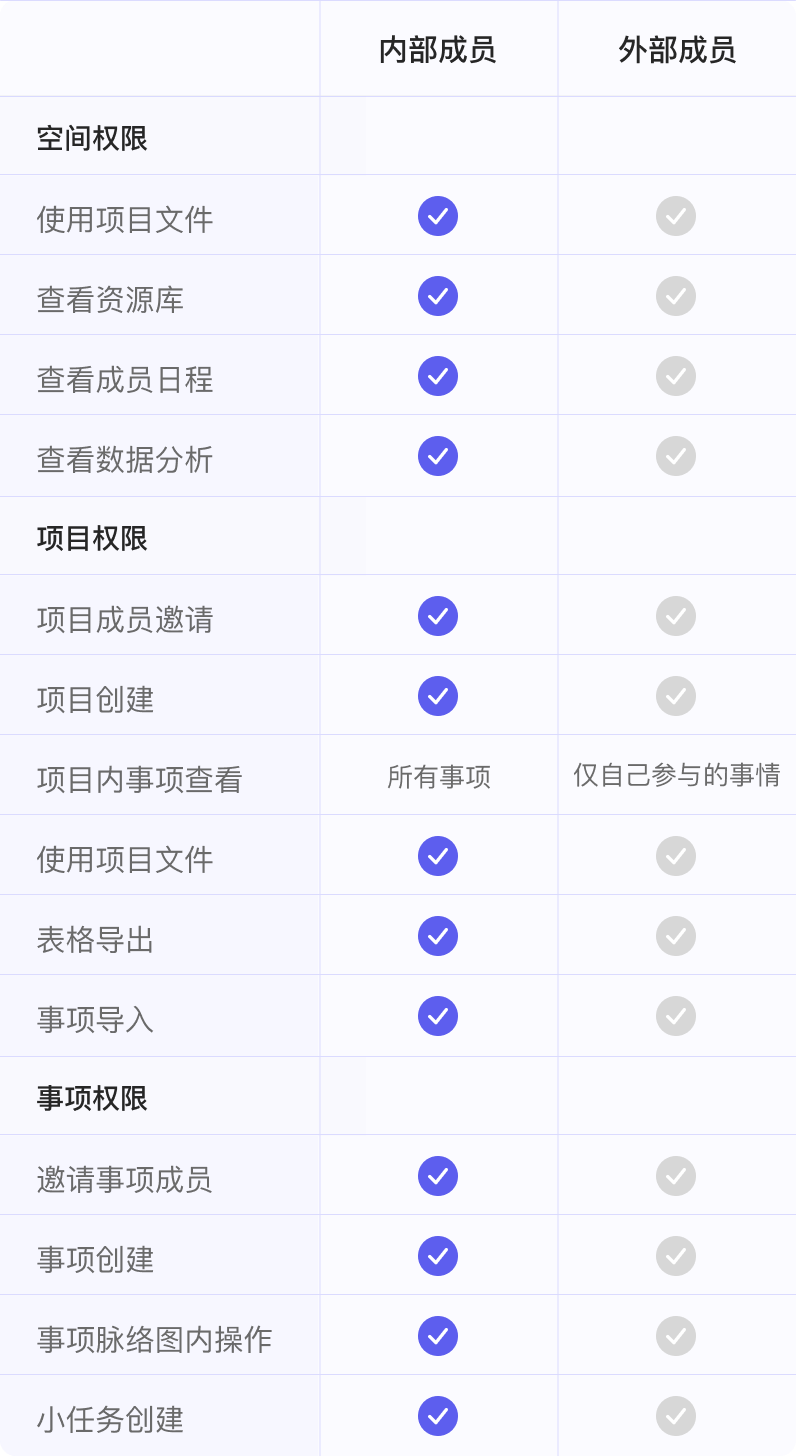 内部成员 外部成员
空间权限
使用项目文件
查看资源库
查看成员日程
查看数据分析
项目权限
项目成员邀请
项目创建
项目内事项查看 所有事项 仅自己参与的事情
使用项目文件
表格导出
事项导入
事项权限
邀请事项成员
事项创建
事项脉络图内操作
小任务创建